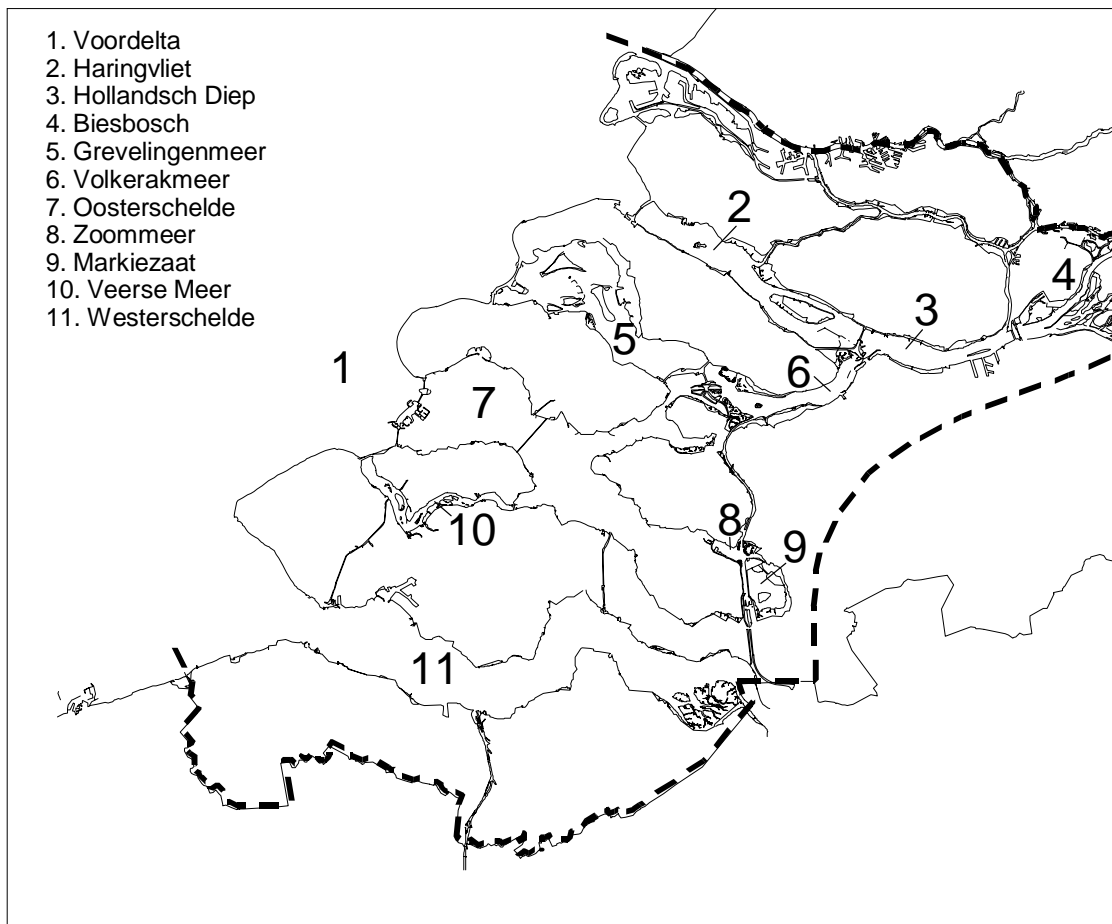 1. Voordelta
2. Haringvliet
3. Hollandsch Diep
4. Biesbosch
5. Grevelingenmeer
6. Volkerakmeer
7. Oosterschelde
8. Zoommeer
9. Markiezaat
10. Veerse Meer
11. Westerschelde
2
4
3
5
1
6
7
8
10
9
11